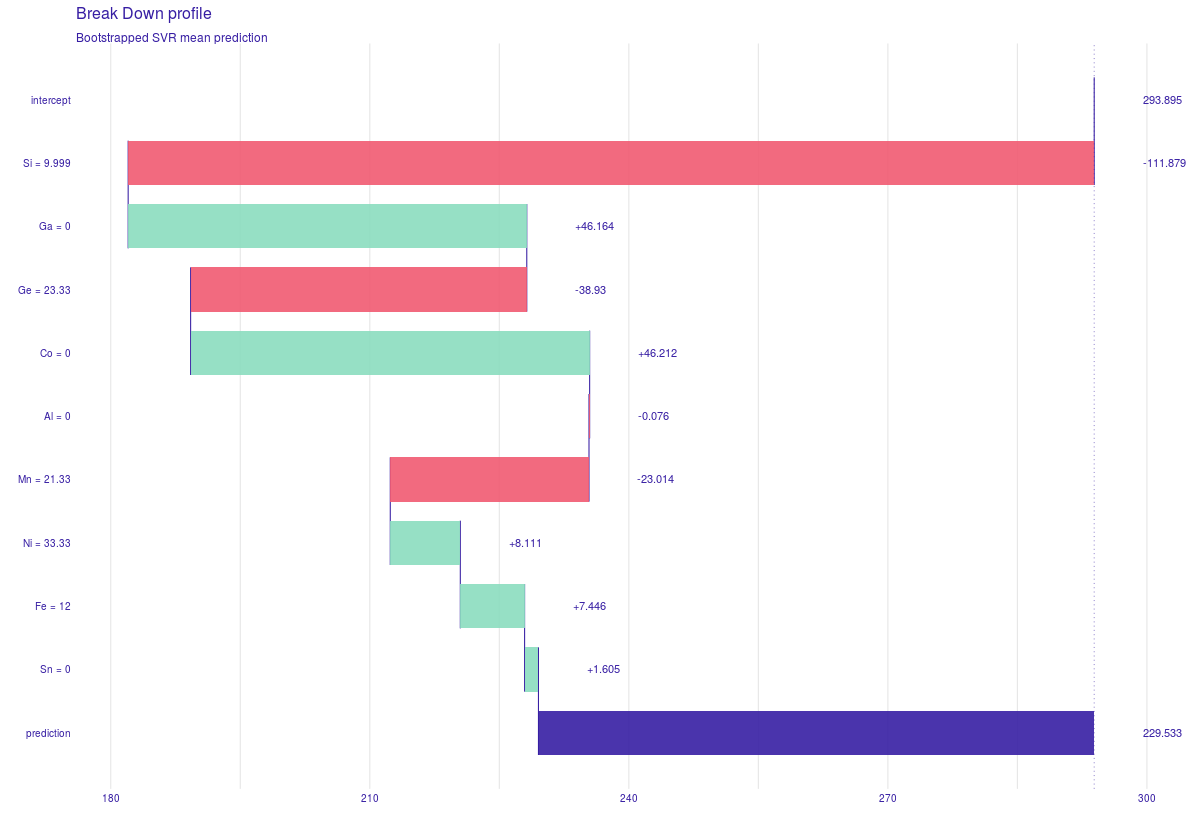 Break Down profile
Bootstrapped SVR mean prediction
intercept 293.895
Si = 9.999 -111.879
Ga = 0 +46.164
Ge = 23.33 -38.93
Co = 0 +46.212
Al = 0 -0.076
Mn = 21.33 -23.014
Ni = 33.33 +8.111
Fe = 12 +7.446
Sn = 0 +1.605
prediction 229.533
180 210 240 270 300